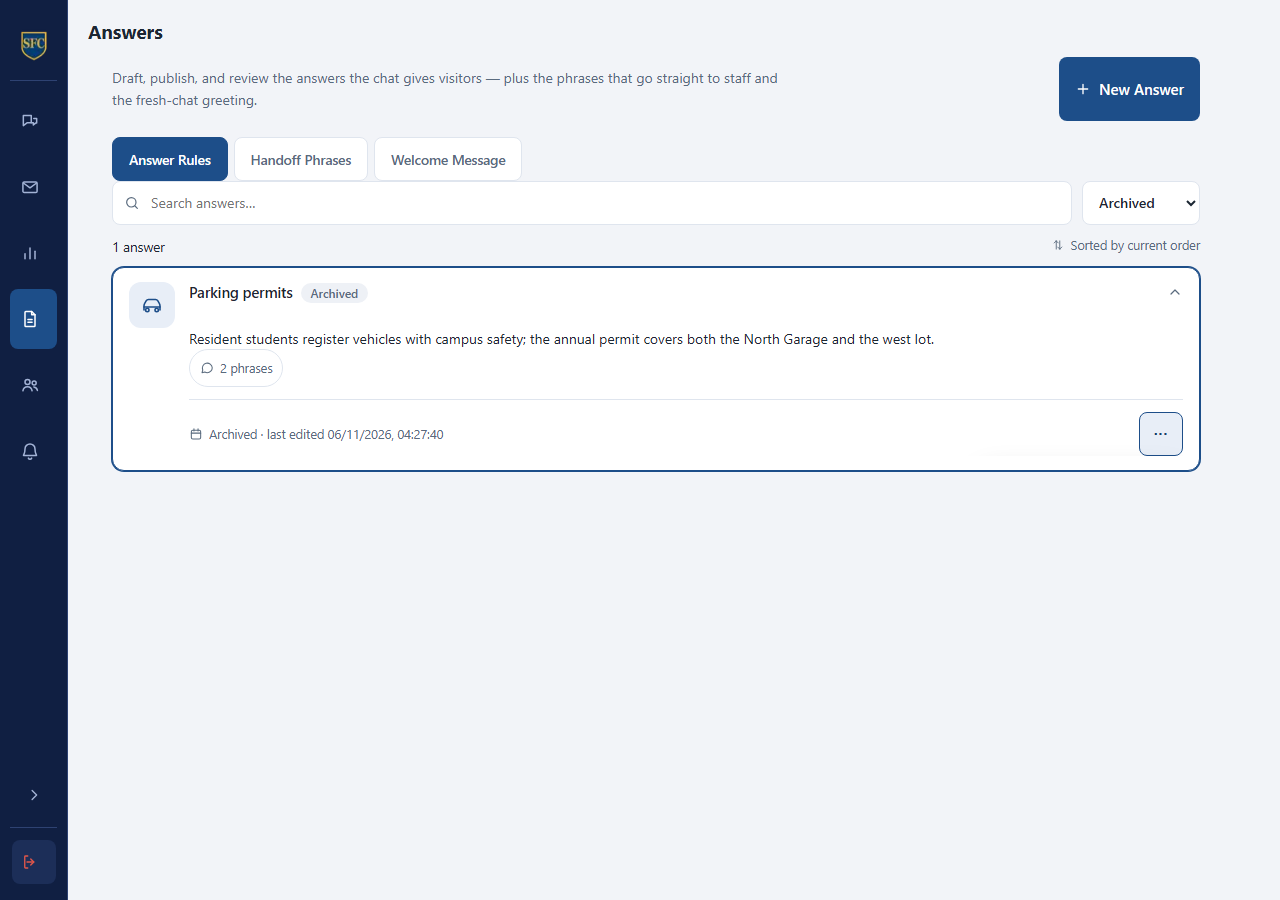 SFC
Answers
Draft, publish, and review the answers the chat gives visitors — plus the phrases that go straight to staff and
the fresh-chat greeting.
+ New Answer
Answer Rules
Handoff Phrases
Welcome Message
Search answers...
Archived
1 answer
Sorted by current order
Parking permits
Archived
Resident students register vehicles with campus safety; the annual permit covers both the North Garage and the west lot.
2 phrases
Archived · last edited 06/11/2026, 04:27:40